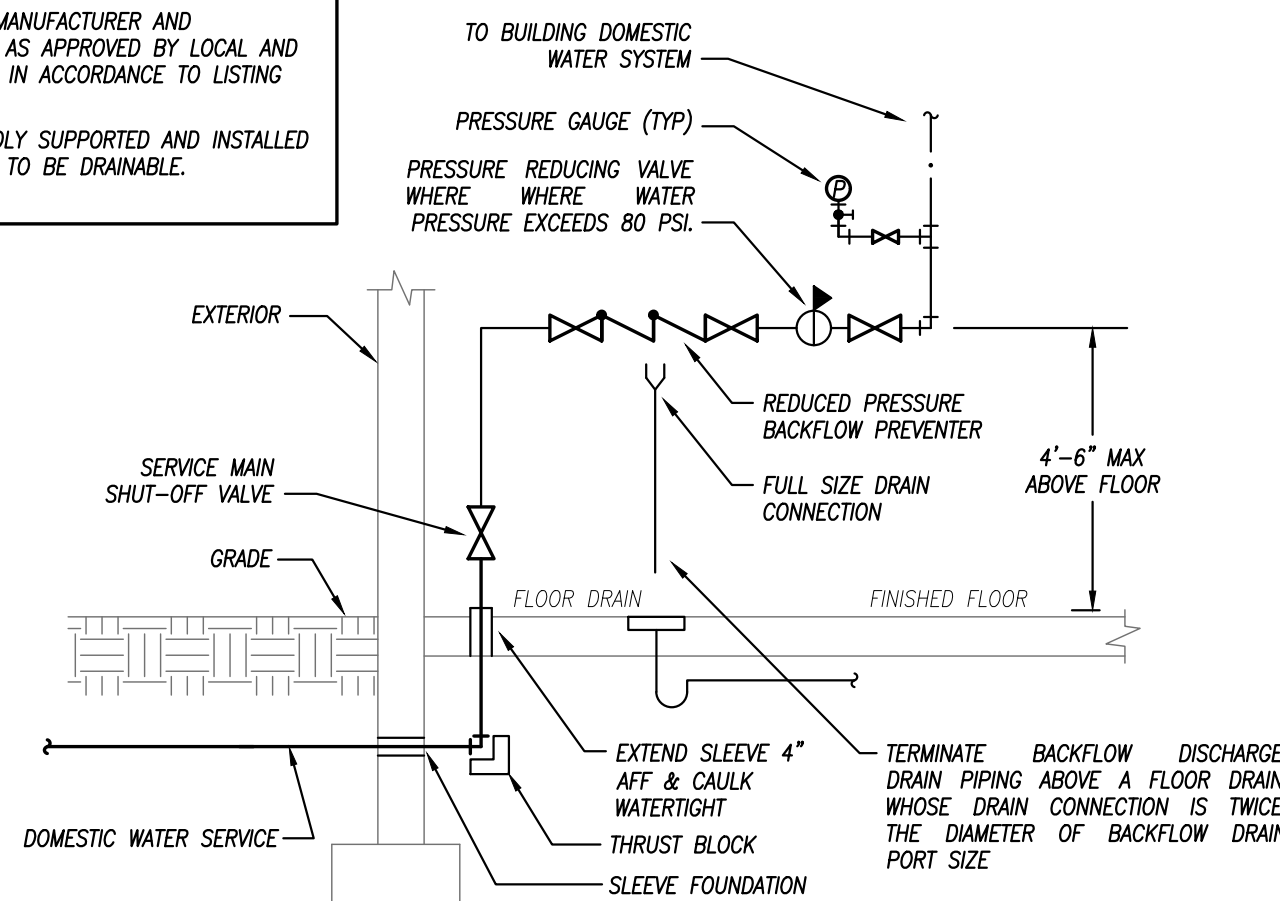 MANUFACTURER AND
AS APPROVED BY LOCAL AND
IN ACCORDANCE TO LISTING
SUPPORTED AND INSTALLED
TO BE DRAINABLE.
TO BUILDING DOMESTIC
WATER SYSTEM
PRESSURE GAUGE (TYP)
P
PRESSURE REDUCING VALVE
WHERE WHERE WATER
PRESSURE EXCEEDS 80 PSI.
EXTERIOR
REDUCED PRESSURE
BACKFLOW PREVENTER
4'-6" MAX
ABOVE FLOOR
SERVICE MAIN
SHUT-OFF VALVE
FULL SIZE DRAIN
CONNECTION
GRADE
FLOOR DRAIN
FINISHED FLOOR
EXTEND SLEEVE 4"
AFF & CAULK
WATERTIGHT
TERMINATE BACKFLOW DISCHARGE
DRAIN PIPING ABOVE A FLOOR DRAIN
WHOSE DRAIN CONNECTION IS TWICE
THE DIAMETER OF BACKFLOW DRAIN
PORT SIZE
DOMESTIC WATER SERVICE
THRUST BLOCK
SLEEVE FOUNDATION